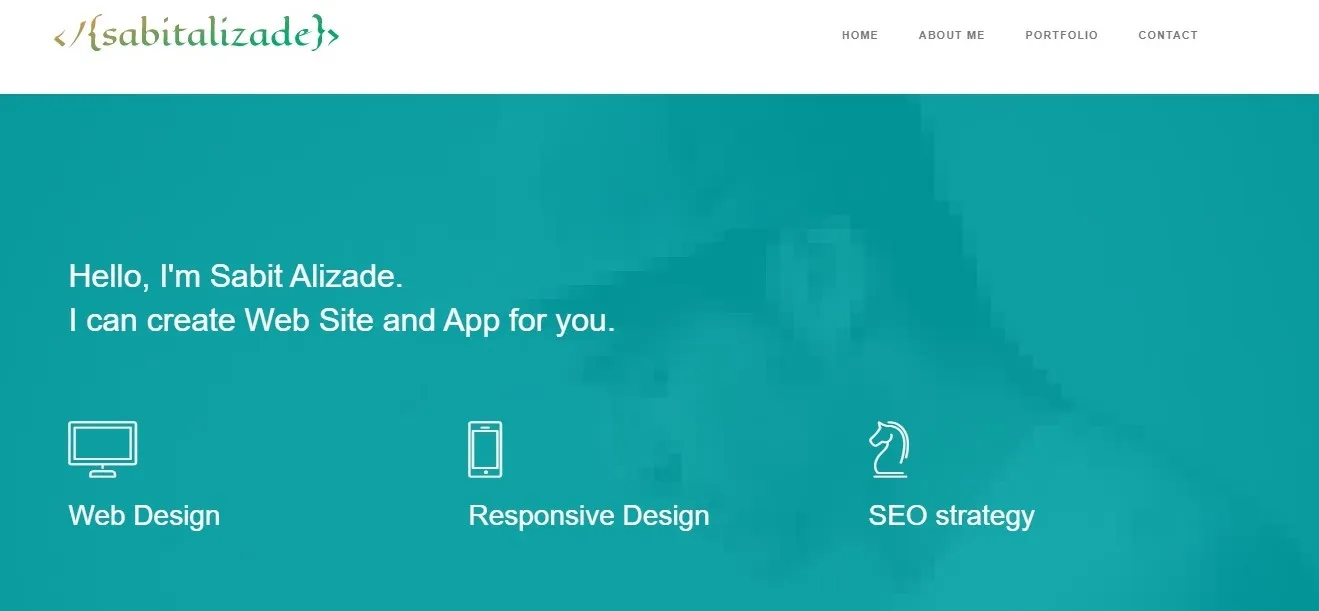 </{sabitalizade}>
HOME ABOUT ME PORTFOLIO CONTACT
Hello, I'm Sabit Alizade.
I can create Web Site and App for you.
Web Design Responsive Design SEO strategy